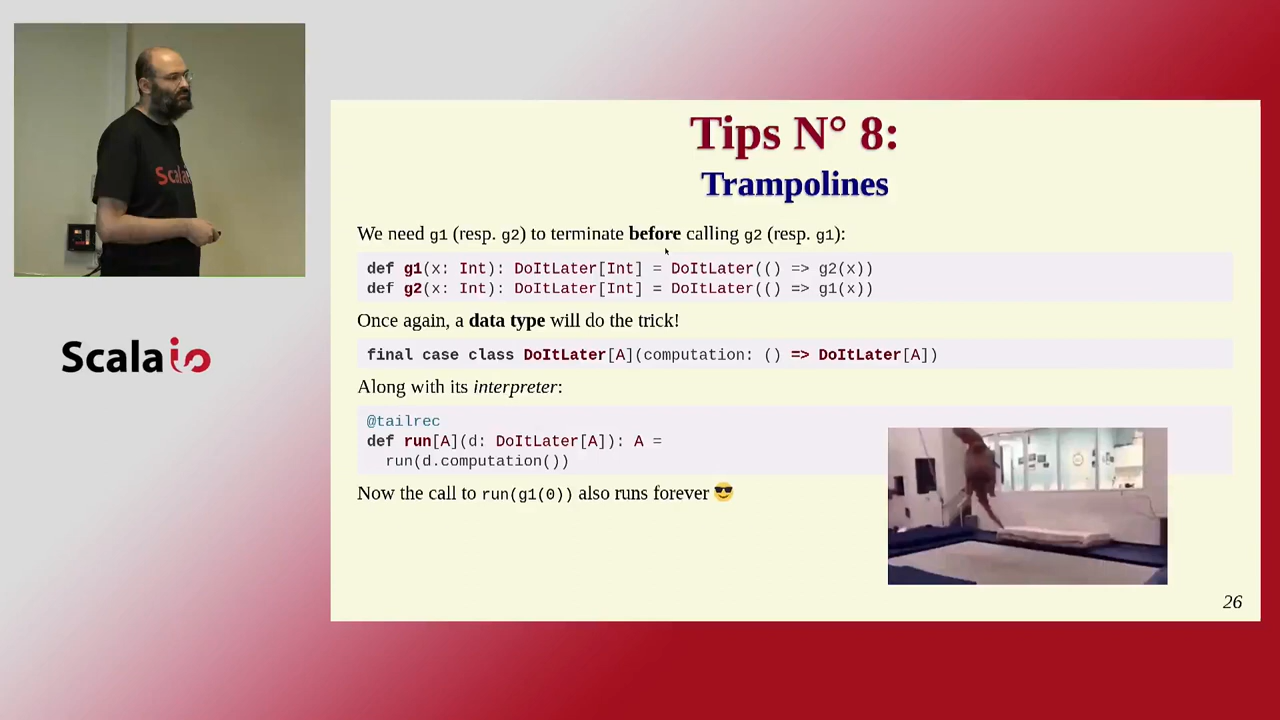 Scala
Scalaio
Tips N° 8:
Trampolines
We need g1 (resp. g2) to terminate before calling g2 (resp. g1):
def g1(x: Int): DoItLater[Int] = DoItLater(() => g2(x))
def g2(x: Int): DoItLater[Int] = DoItLater(() => g1(x))
Once again, a data type will do the trick!
final case class DoItLater[A](computation: () => DoItLater[A])
Along with its interpreter:
@tailrec
def run[A](d: DoItLater[A]): A =
  run(d.computation())
Now the call to run(g1(0)) also runs forever 😎
26